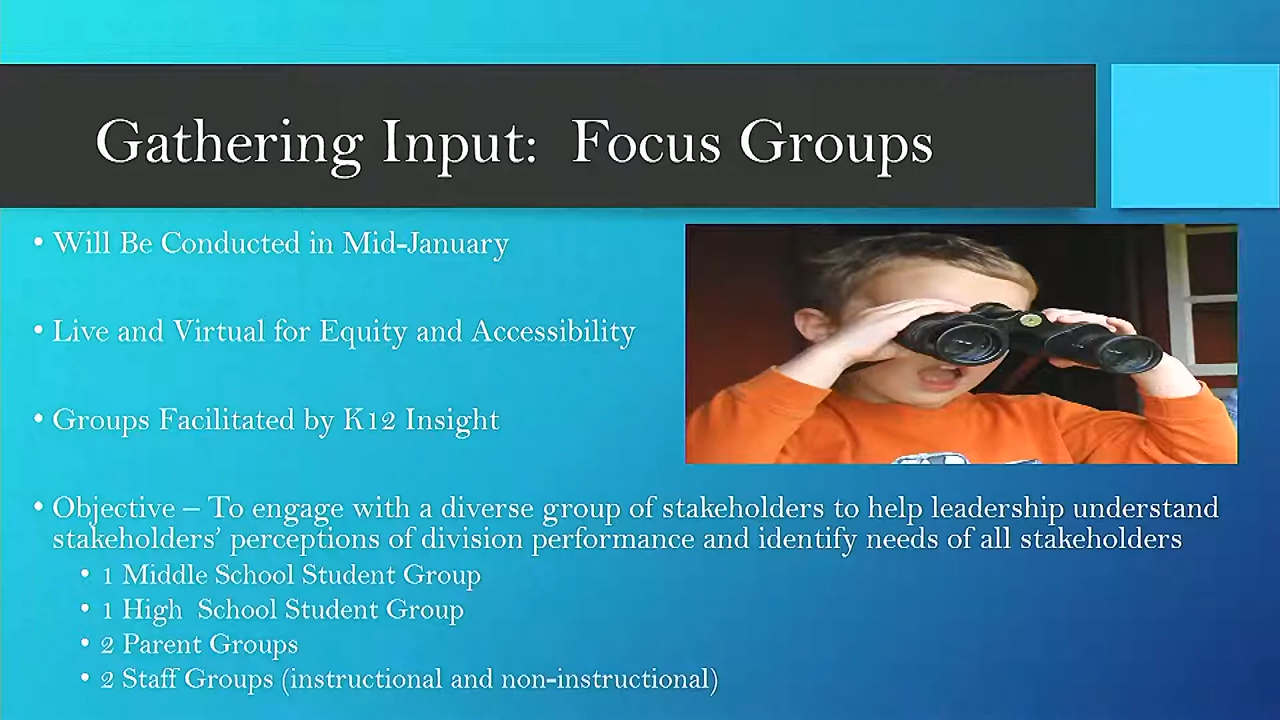 Gathering Input: Focus Groups
• Will Be Conducted in Mid-January
• Live and Virtual for Equity and Accessibility
• Groups Facilitated by K12 Insight
• Objective – To engage with a diverse group of stakeholders to help leadership understand
stakeholders' perceptions of division performance and identify needs of all stakeholders
• 1 Middle School Student Group
• 1 High School Student Group
• 2 Parent Groups
• 2 Staff Groups (instructional and non-instructional)